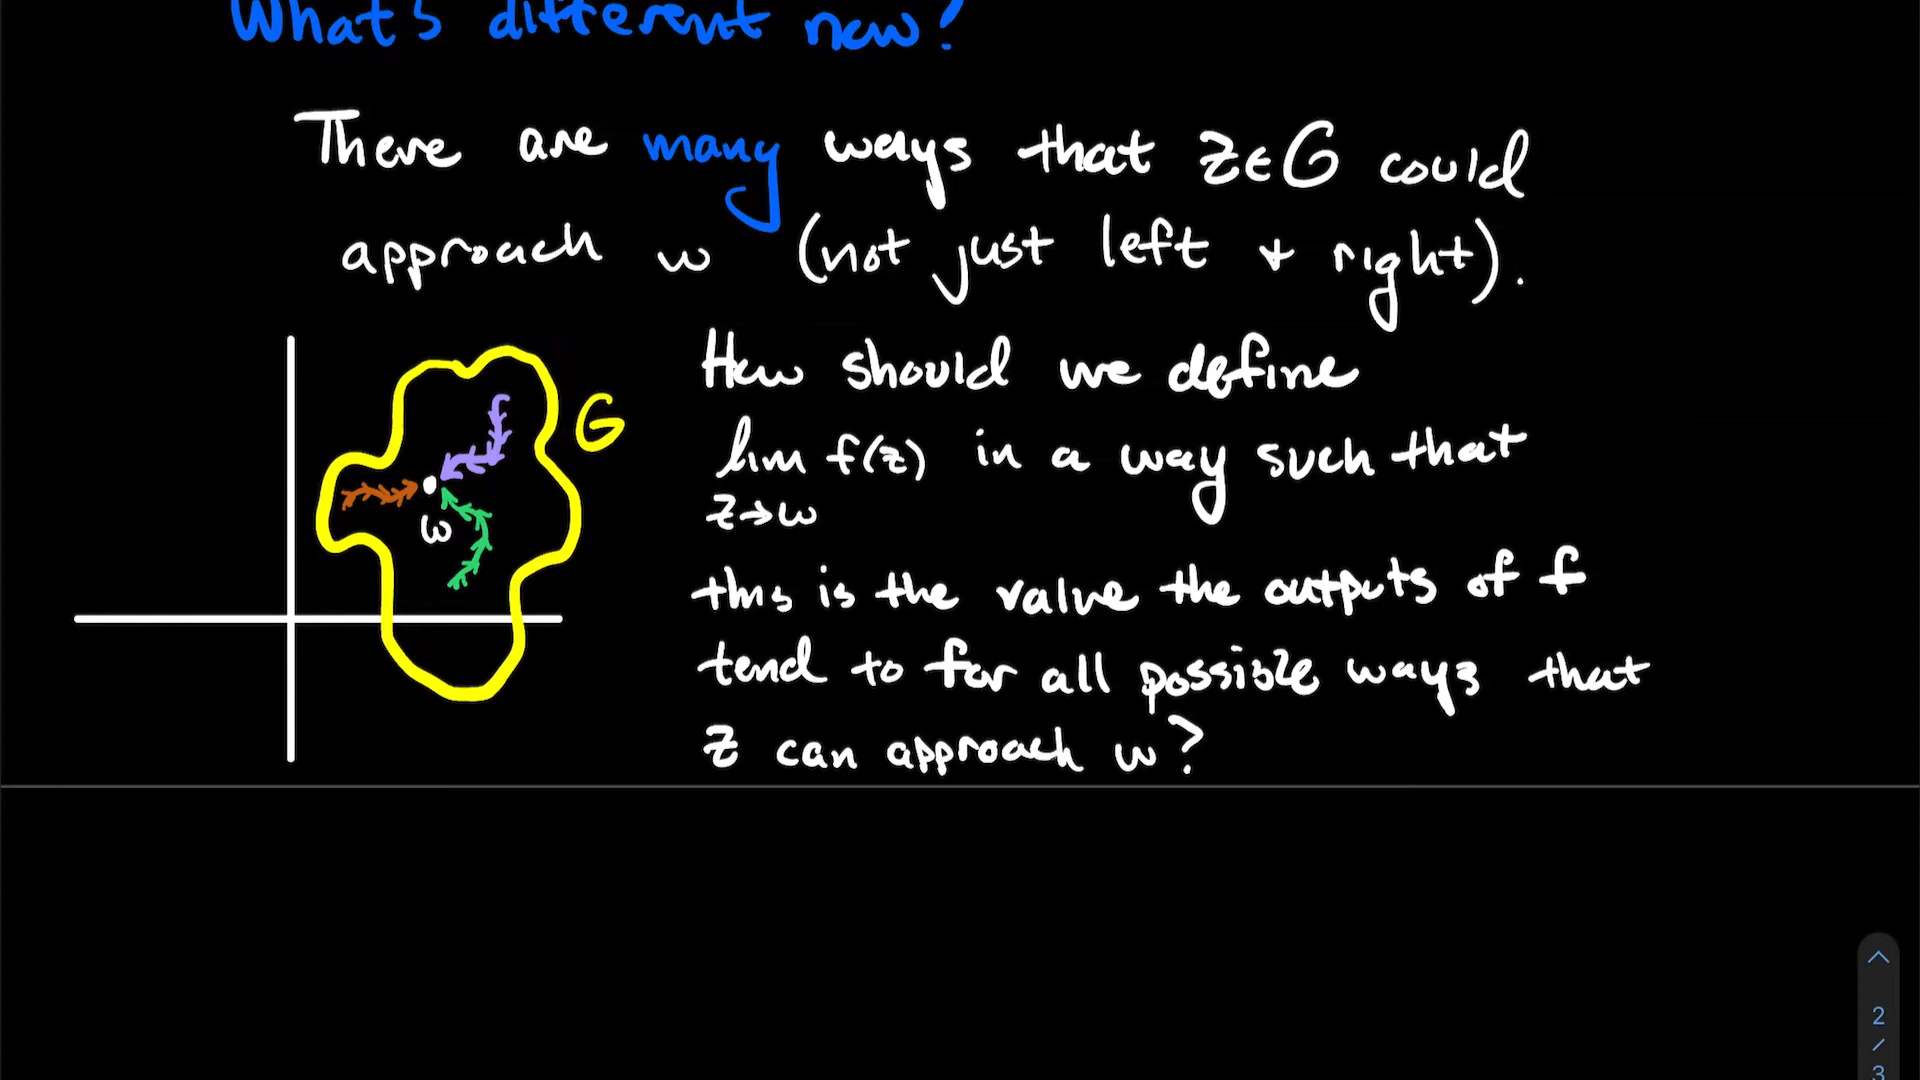 What's different now?
There are many ways that z∈G could
approach w (not just left + right).
How should we define
G
lim f(z) in a way such that
z→w
w
this is the value the outputs of f
tend to for all possible ways that
z can approach w?
2
/
3